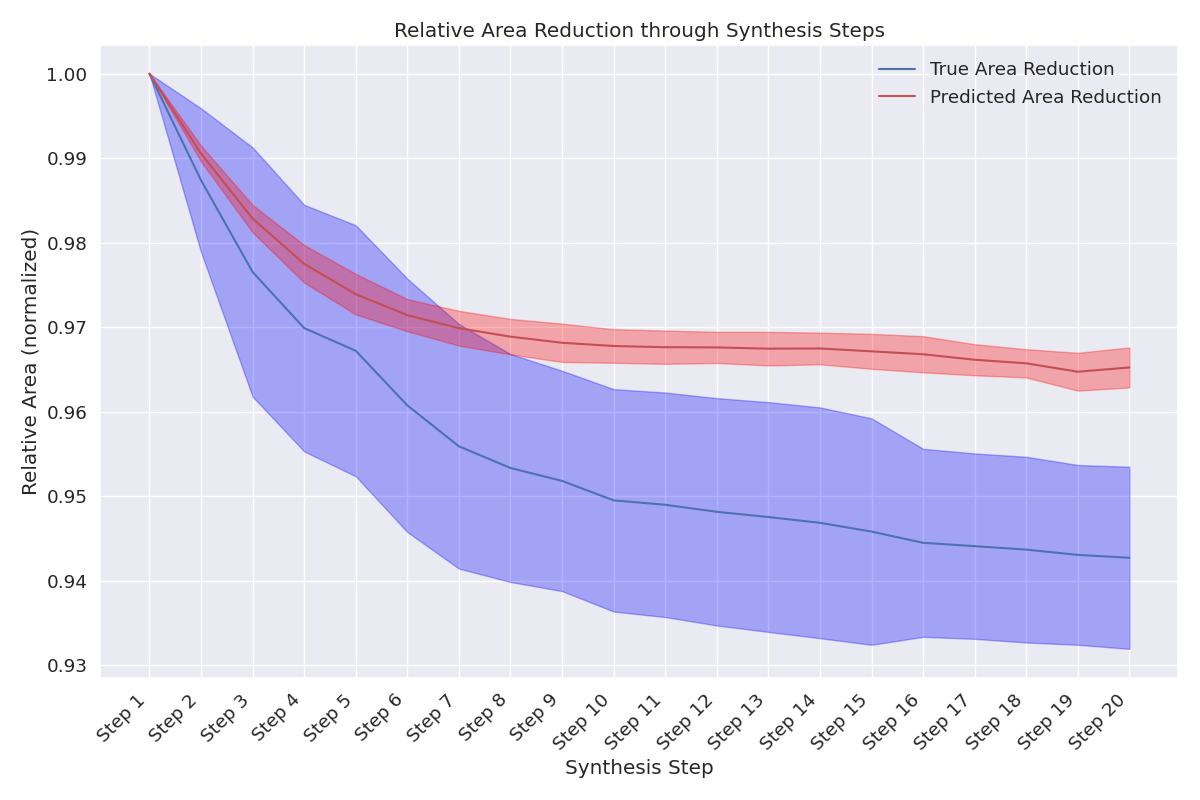 Relative Area Reduction through Synthesis Steps
True Area Reduction
Predicted Area Reduction
Relative Area (normalized)
1.00
0.99
0.98
0.97
0.96
0.95
0.94
0.93
Step 1
Step 2
Step 3
Step 4
Step 5
Step 6
Step 7
Step 8
Step 9
Step 10
Step 11
Step 12
Step 13
Step 14
Step 15
Step 16
Step 17
Step 18
Step 19
Step 20
Synthesis Step